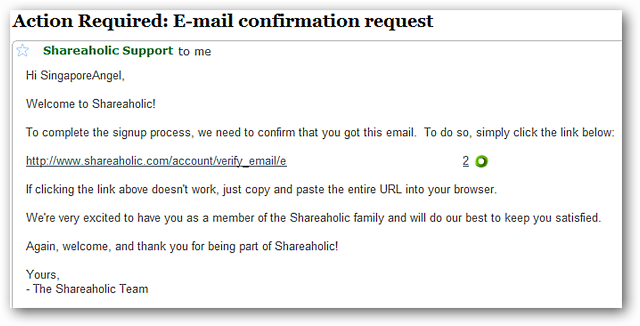 Action Required: E-mail confirmation request
Shareaholic Support to me
Hi SingaporeAngel,
Welcome to Shareaholic!
To complete the signup process, we need to confirm that you got this email.  To do so, simply click the link below:
http://www.shareaholic.com/account/verify_email/e 2
If clicking the link above doesn't work, just copy and paste the entire URL into your browser.
We're very excited to have you as a member of the Shareaholic family and will do our best to keep you satisfied.
Again, welcome, and thank you for being part of Shareaholic!
Yours,
- The Shareaholic Team